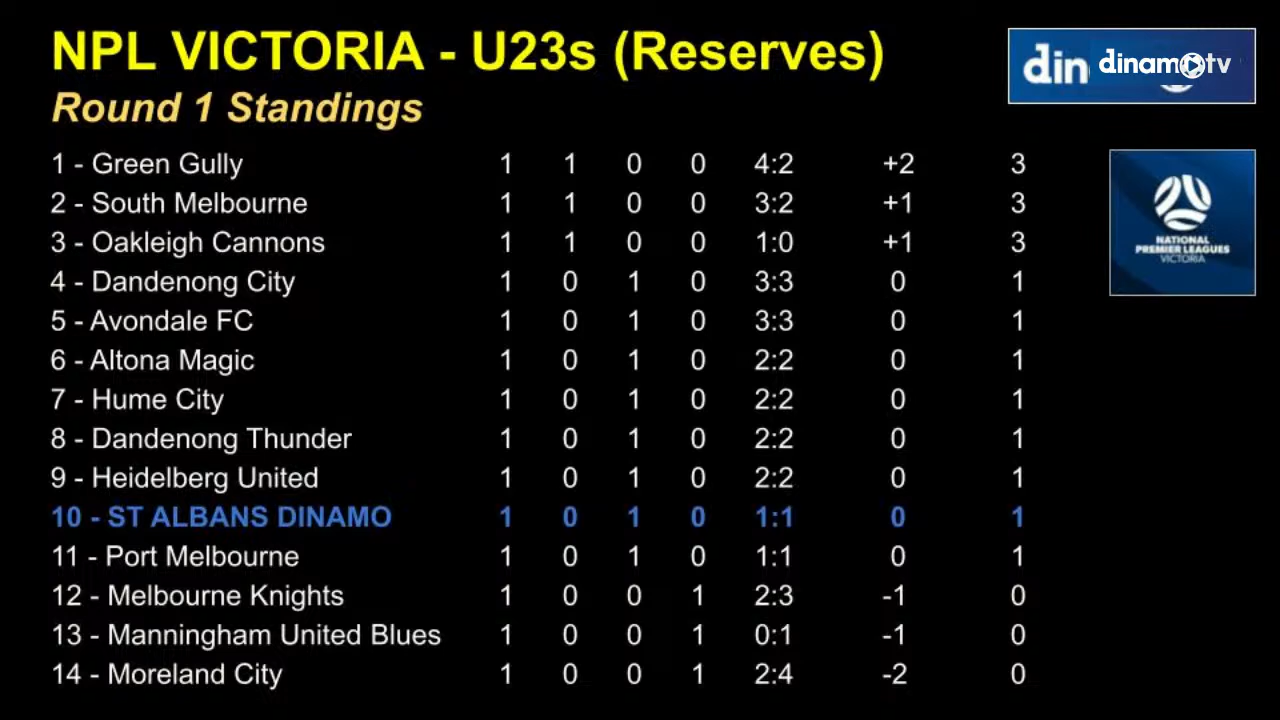 NPL VICTORIA - U23s (Reserves)
Round 1 Standings
din dinamotv
1 - Green Gully 1 1 0 0 4:2 +2 3
2 - South Melbourne 1 1 0 0 3:2 +1 3
3 - Oakleigh Cannons 1 1 0 0 1:0 +1 3
4 - Dandenong City 1 0 1 0 3:3 0 1
5 - Avondale FC 1 0 1 0 3:3 0 1
6 - Altona Magic 1 0 1 0 2:2 0 1
7 - Hume City 1 0 1 0 2:2 0 1
8 - Dandenong Thunder 1 0 1 0 2:2 0 1
9 - Heidelberg United 1 0 1 0 2:2 0 1
10 - ST ALBANS DINAMO 1 0 1 0 1:1 0 1
11 - Port Melbourne 1 0 1 0 1:1 0 1
12 - Melbourne Knights 1 0 0 1 2:3 -1 0
13 - Manningham United Blues 1 0 0 1 0:1 -1 0
14 - Moreland City 1 0 0 1 2:4 -2 0
NATIONAL
PREMIER LEAGUES
VICTORIA